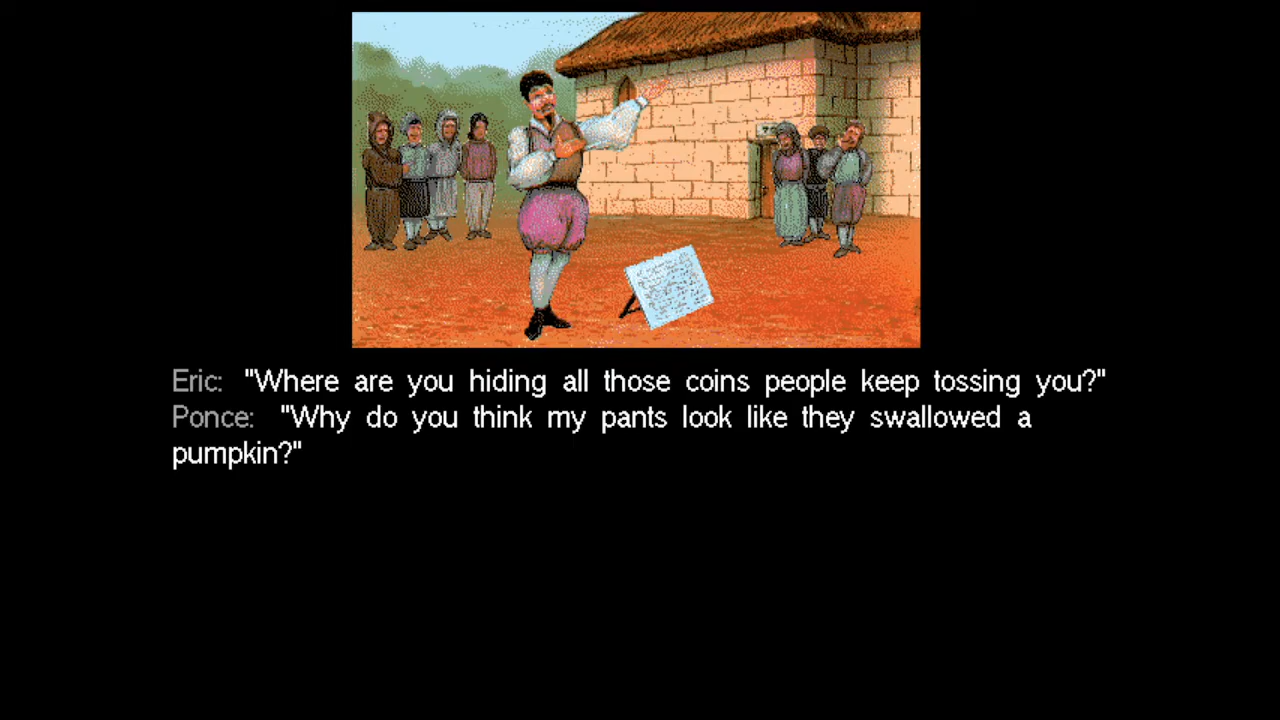 Eric: "Where are you hiding all those coins people keep tossing you?"
Ponce: "Why do you think my pants look like they swallowed a
pumpkin?"